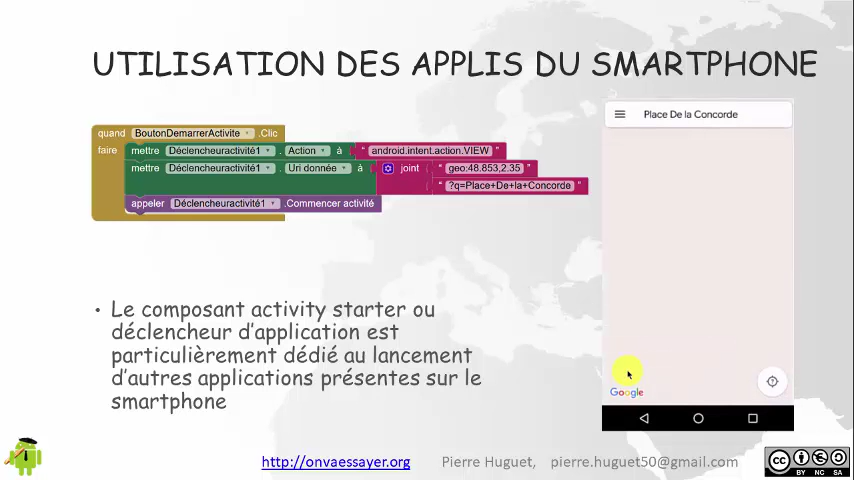 UTILISATION DES APPLIS DU SMARTPHONE
quand BoutonDemarrerActivite .Clic
faire mettre Déclencheuractivité1 . Action à " android.intent.action.VIEW "
mettre Déclencheuractivité1 . Uri donnée à joint " geo:48.853,2.35 "
" ?q=Place+De+la+Concorde "
appeler Déclencheuractivité1 .Commencer activité
Place De la Concorde
• Le composant activity starter ou
déclencheur d'application est
particulièrement dédié au lancement
d'autres applications présentes sur le
smartphone
Google
http://onvaessayer.org Pierre Huguet, pierre.huguet50@gmail.com
cc BY NC SA